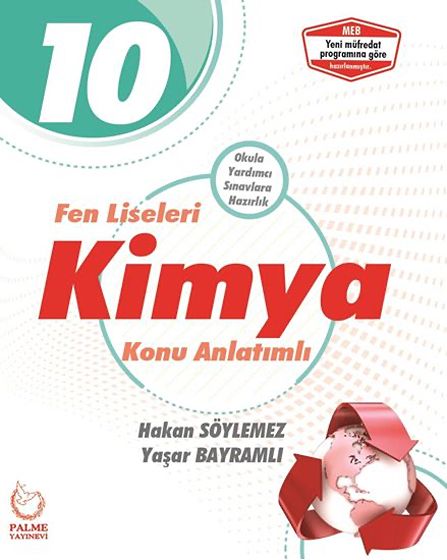 10
MEB
Yeni müfredat
programına göre
hazırlanmıştır.
Okula
Yardımcı
Sınavlara
Hazırlık
Fen Liseleri
Kimya
Konu Anlatımlı
Hakan SÖYLEMEZ
Yaşar BAYRAMLI
PALME
YAYINEVİ